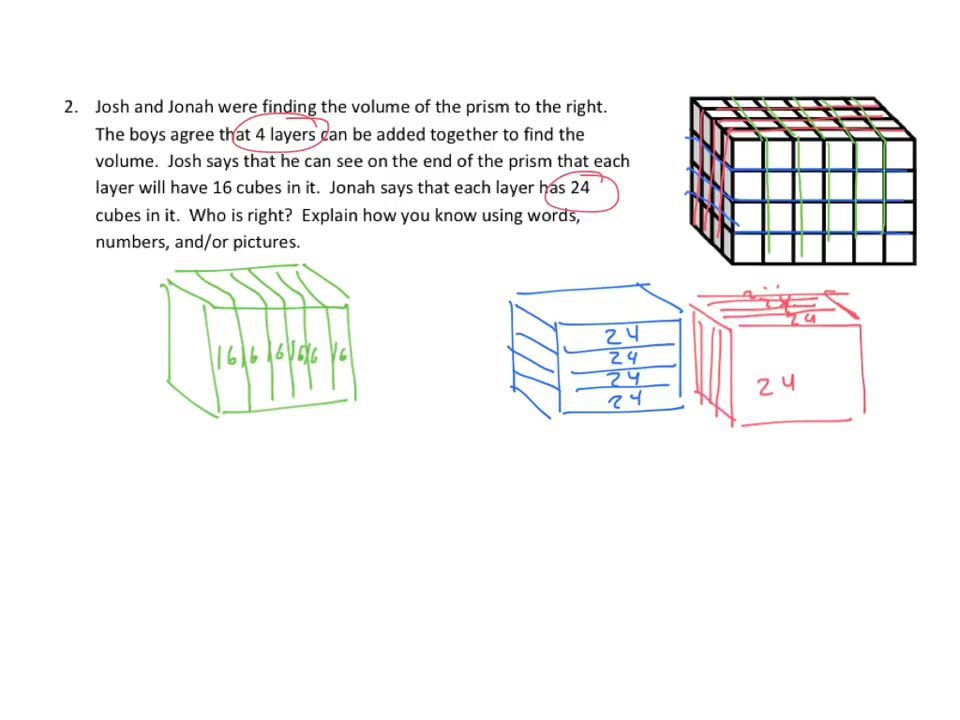 2. Josh and Jonah were finding the volume of the prism to the right.
The boys agree that 4 layers can be added together to find the
volume. Josh says that he can see on the end of the prism that each
layer will have 16 cubes in it. Jonah says that each layer has 24
cubes in it. Who is right? Explain how you know using words,
numbers, and/or pictures.
16 16 16 16 16 16
24
24
24
24
24
24